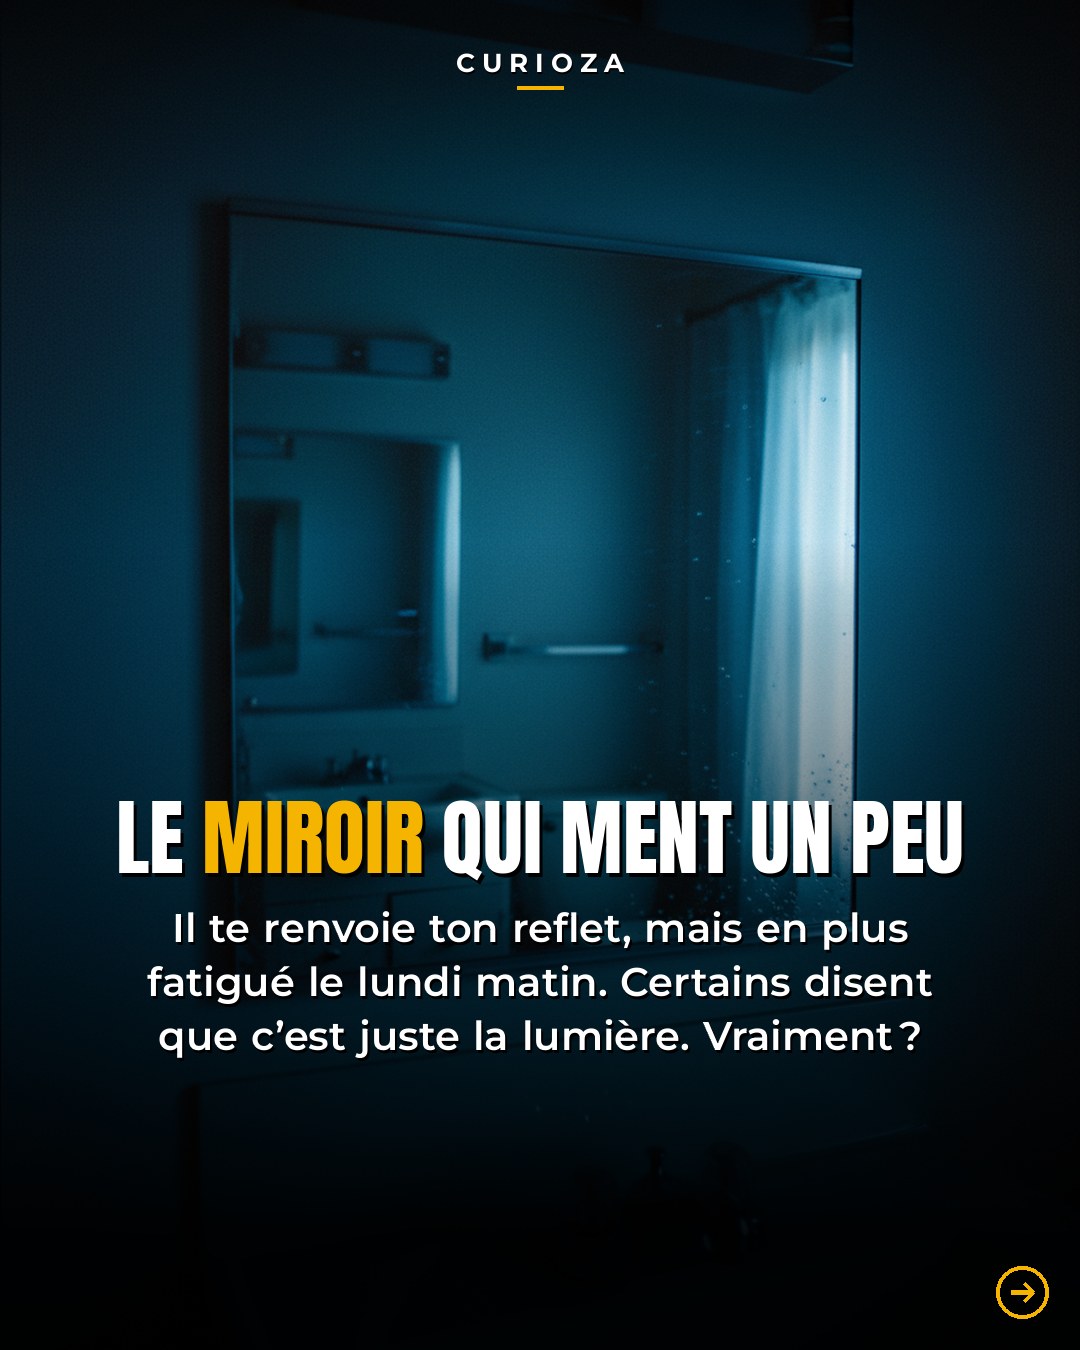 CURIOZA
LE MIROIR QUI MENT UN PEU
Il te renvoie ton reflet, mais en plus
fatigué le lundi matin. Certains disent
que c’est juste la lumière. Vraiment ?